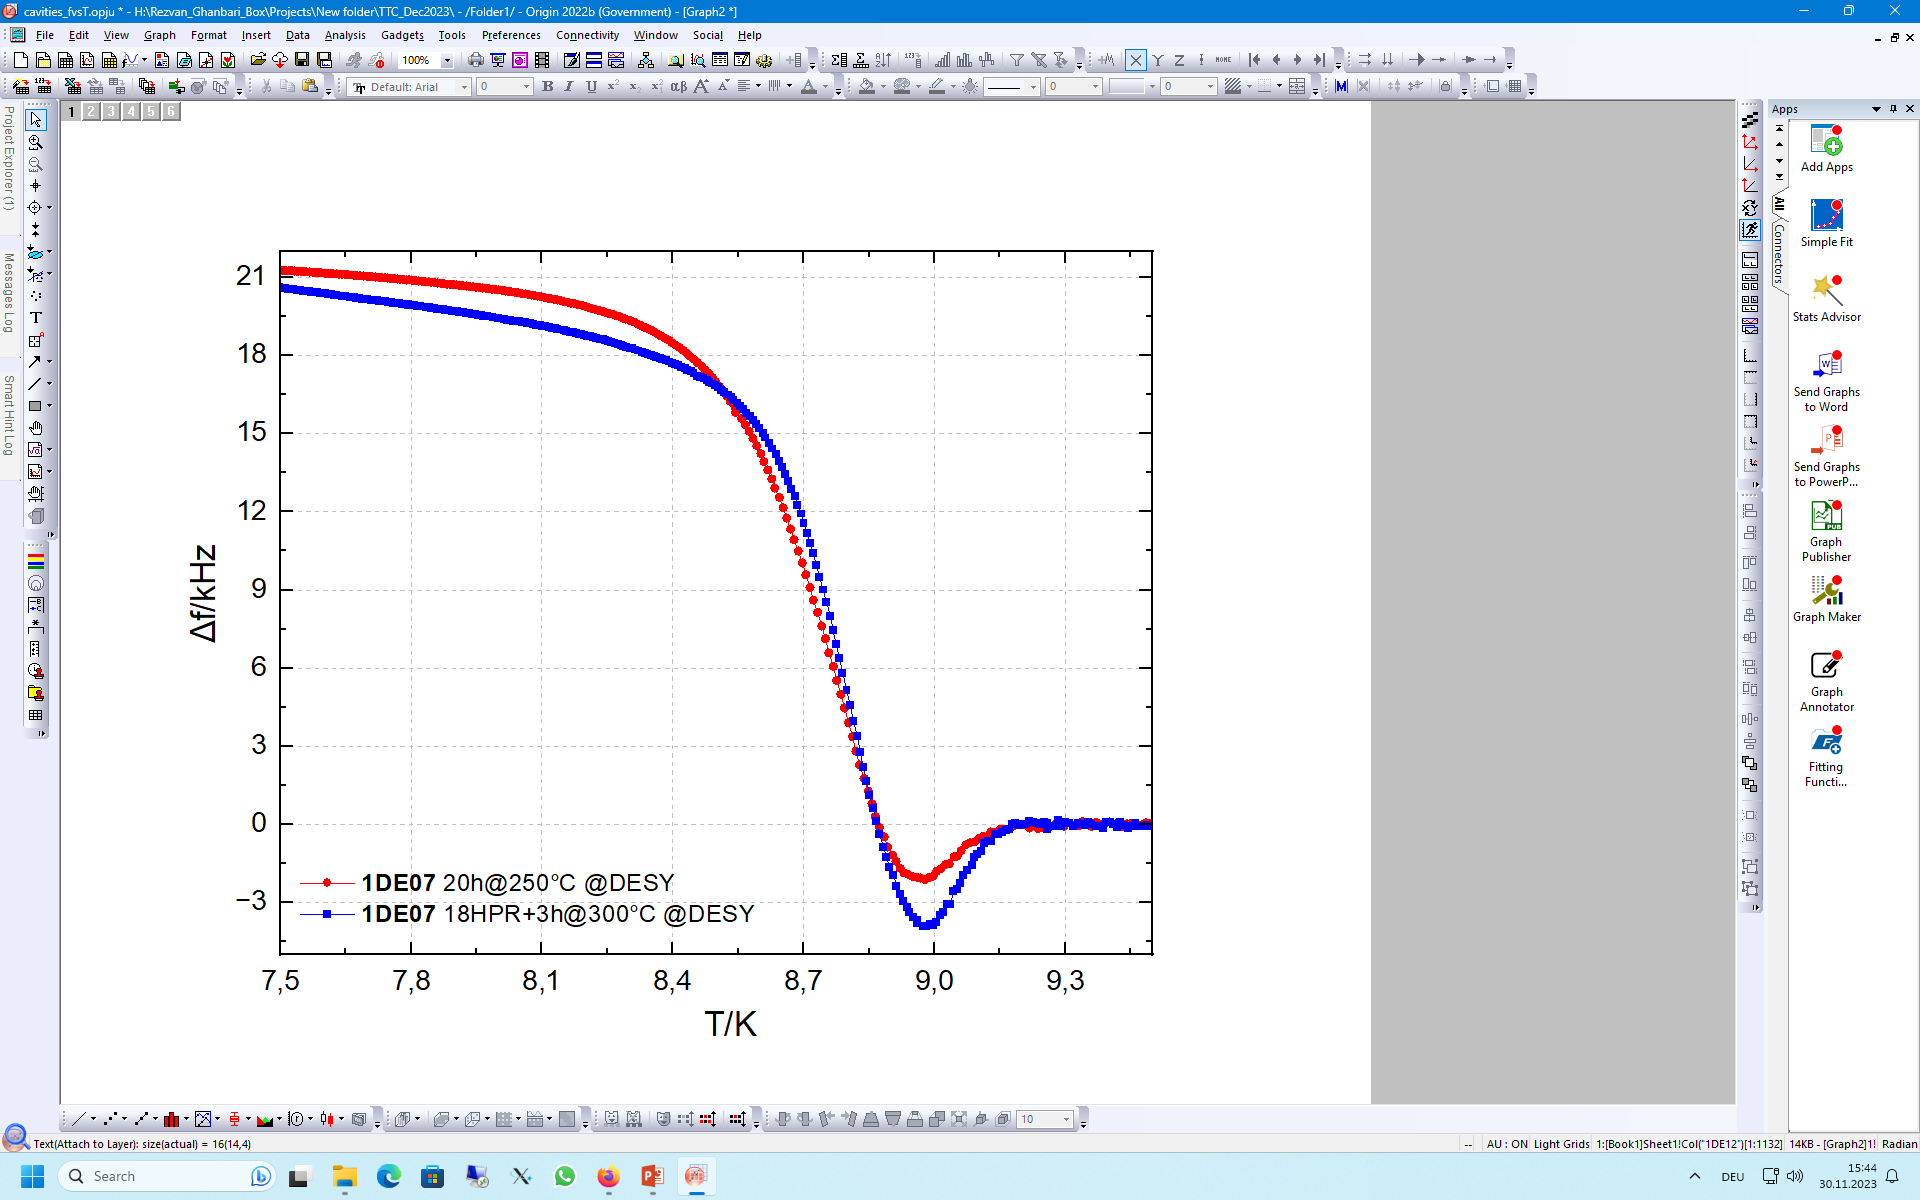 cavities_fvsT.opju * - H:\Rezvan_Ghanbari_Box\Projects\New folder\TTC_Dec2023\ - /Folder1/ - Origin 2022b (Government) - [Graph2 *]
File Edit View Graph Format Insert Data Analysis Gadgets Tools Preferences Connectivity Window Social Help
100%
Default: Arial 0 B I U αβ A A 0 0
Project Explorer (1)
Messages Log
Smart Hint Log
1 2 3 4 5 6
21
18
15
12
9
6
3
0
−3
Δf/kHz
1DE07 20h@250°C @DESY
1DE07 18HPR+3h@300°C @DESY
7,5 7,8 8,1 8,4 8,7 9,0 9,3
T/K
Apps
All
Connectors
Add Apps
Simple Fit
Stats Advisor
Send Graphs
to Word
Send Graphs
to PowerP...
Graph
Publisher
Graph Maker
Graph
Annotator
Fitting
Functi...
10
Text(Attach to Layer): size(actual) = 16(14,4)
-- AU : ON Light Grids 1:[Book1]Sheet1!Col("1DE12")[1:1132] 14KB - [Graph2]1! Radian
Search
DEU
15:44
30.11.2023